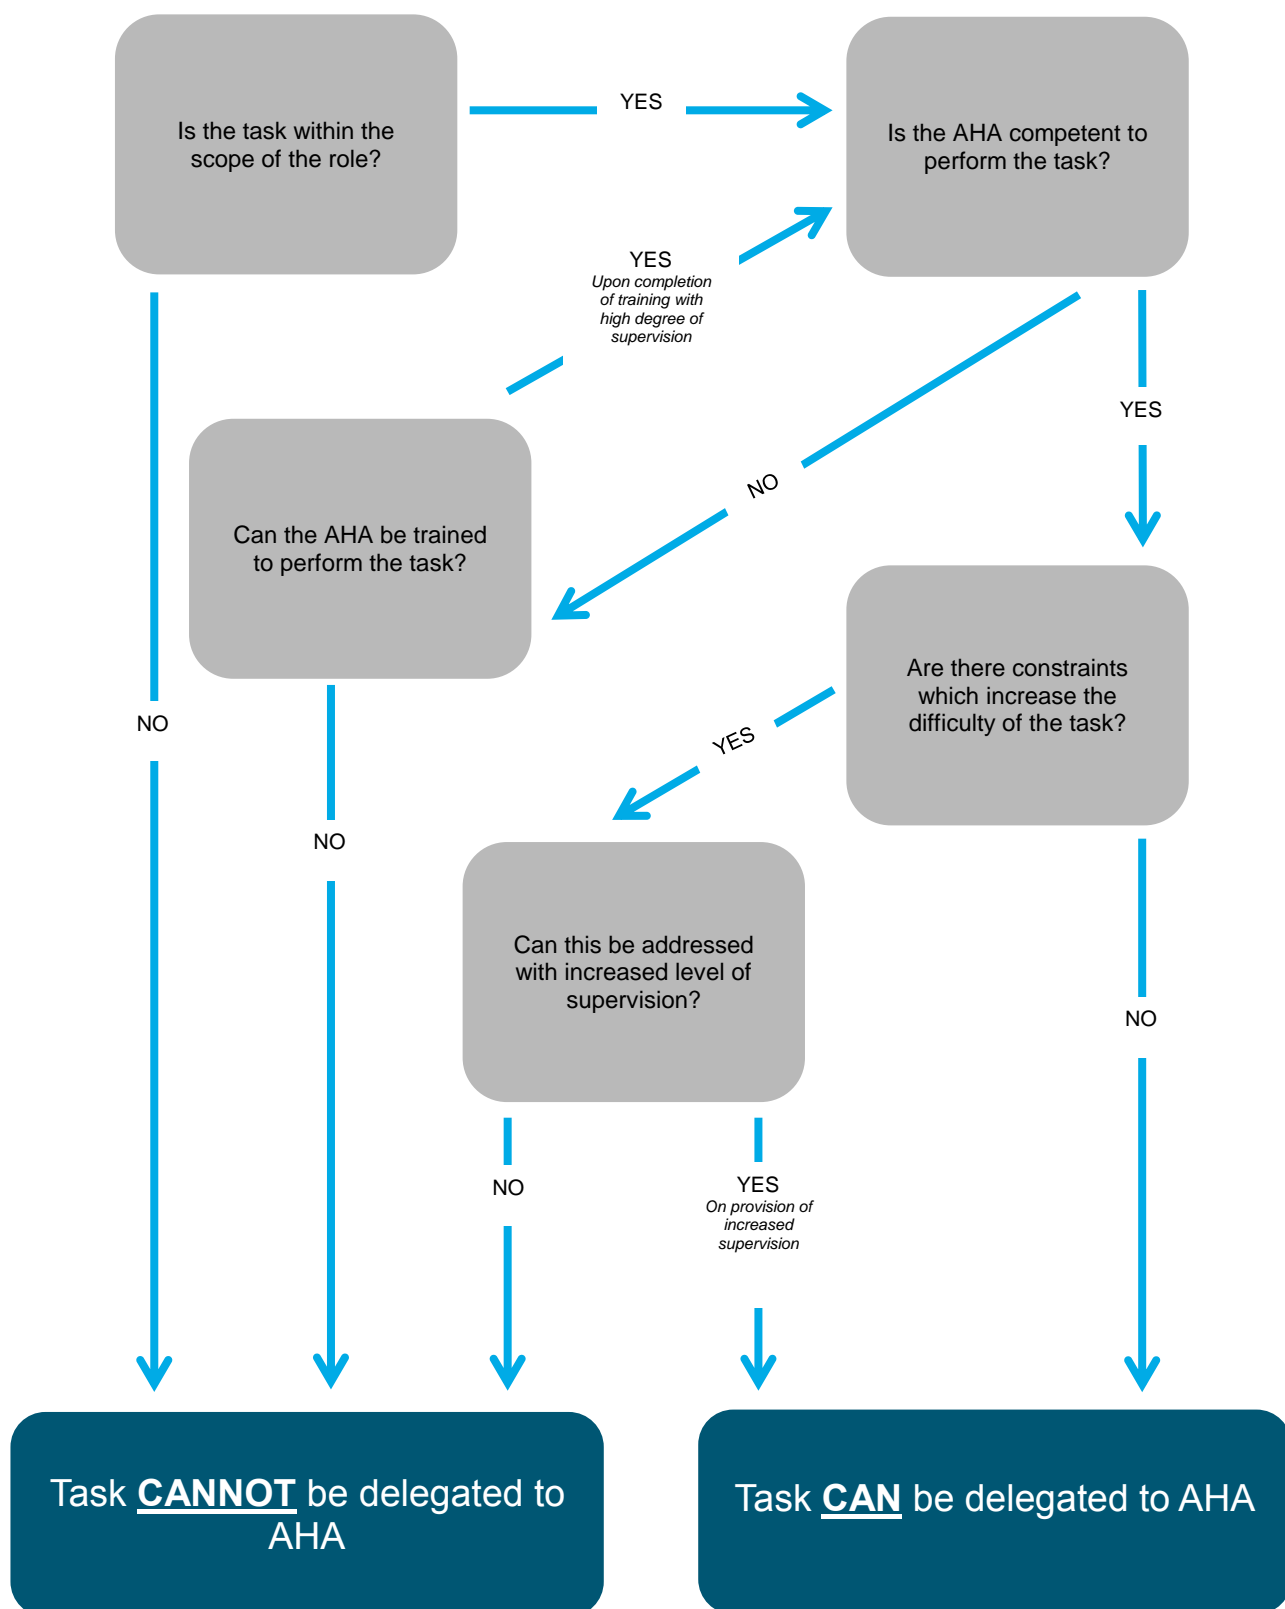 Is the task within the
scope of the role?
YES
Is the AHA competent to
perform the task?
YES
Upon completion
of training with
high degree of
supervision
YES
NO
Can the AHA be trained
to perform the task?
Are there constraints
which increase the
difficulty of the task?
NO
YES
NO
Can this be addressed
with increased level of
supervision?
NO
NO
YES
On provision of
increased
supervision
Task CANNOT be delegated to
AHA
Task CAN be delegated to AHA